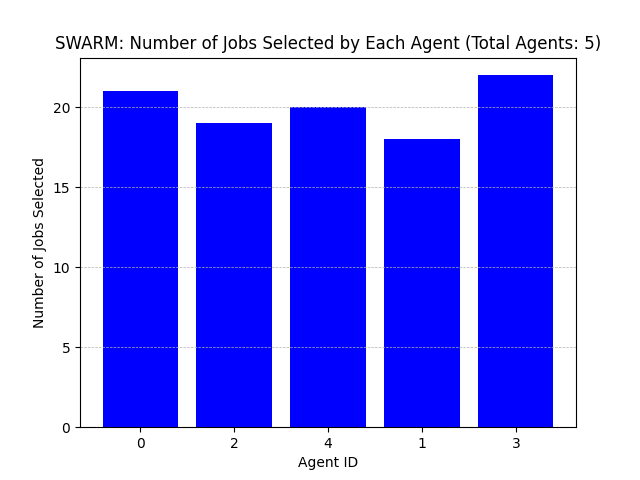 SWARM: Number of Jobs Selected by Each Agent (Total Agents: 5)
Number of Jobs Selected
20
15
10
5
0
0 2 4 1 3
Agent ID